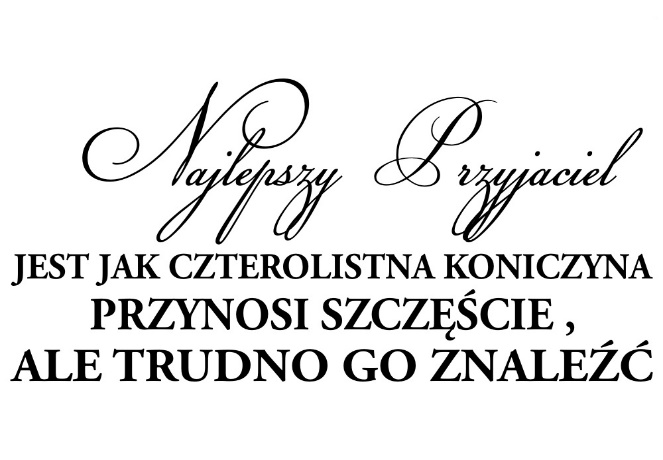 Najlepszy Przyjaciel
JEST JAK CZTEROLISTNA KONICZYNA
PRZYNOSI SZCZĘŚCIE ,
ALE TRUDNO GO ZNALEŹĆ